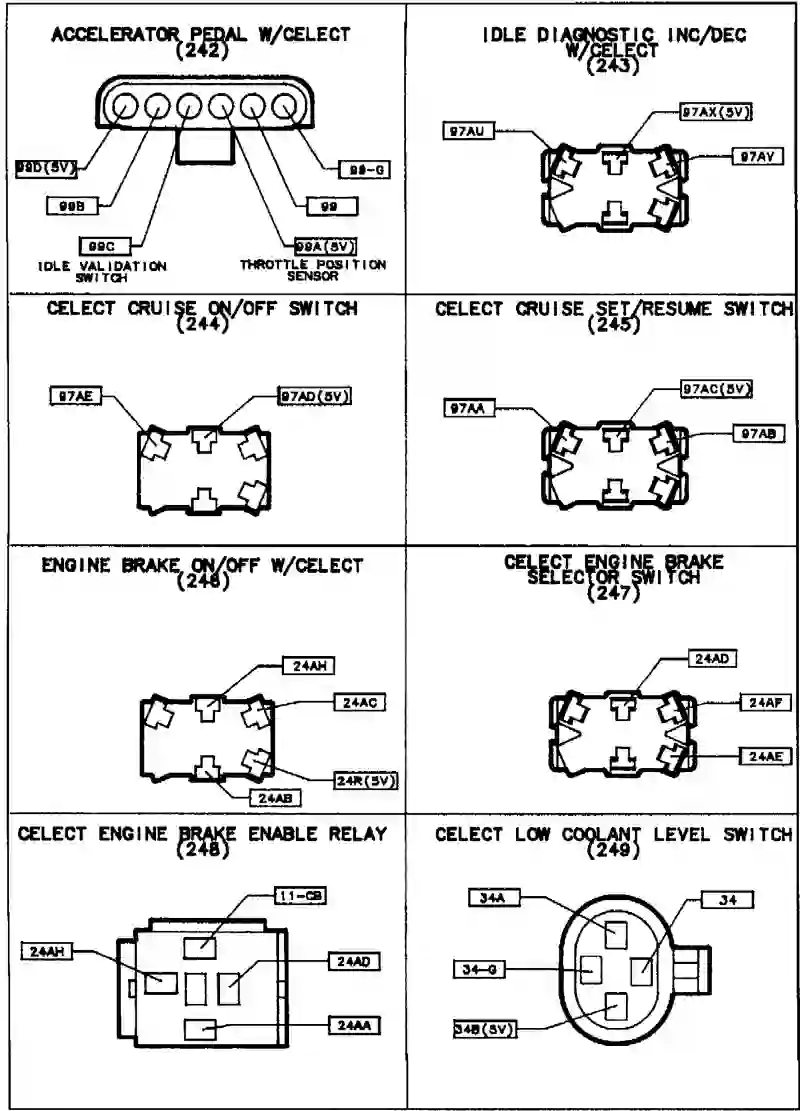 ACCELERATOR PEDAL W/CELECT
(242)
99D(5V)
99-G
99B
99
99C
99A(5V)
IDLE VALIDATION
SWITCH
THROTTLE POSITION
SENSOR
IDLE DIAGNOSTIC INC/DEC
W/CELECT
(243)
97AX(5V)
97AU
97AV
CELECT CRUISE ON/OFF SWITCH
(244)
97AE
97AD(5V)
CELECT CRUISE SET/RESUME SWITCH
(245)
97AC(5V)
97AA
97AB
ENGINE BRAKE ON/OFF W/CELECT
(246)
24AH
24AC
24R(5V)
24AB
CELECT ENGINE BRAKE
SELECTOR SWITCH
(247)
24AD
24AF
24AE
CELECT ENGINE BRAKE ENABLE RELAY
(248)
11-CB
24AH
24AD
24AA
CELECT LOW COOLANT LEVEL SWITCH
(249)
34A
34
34-G
34B(5V)